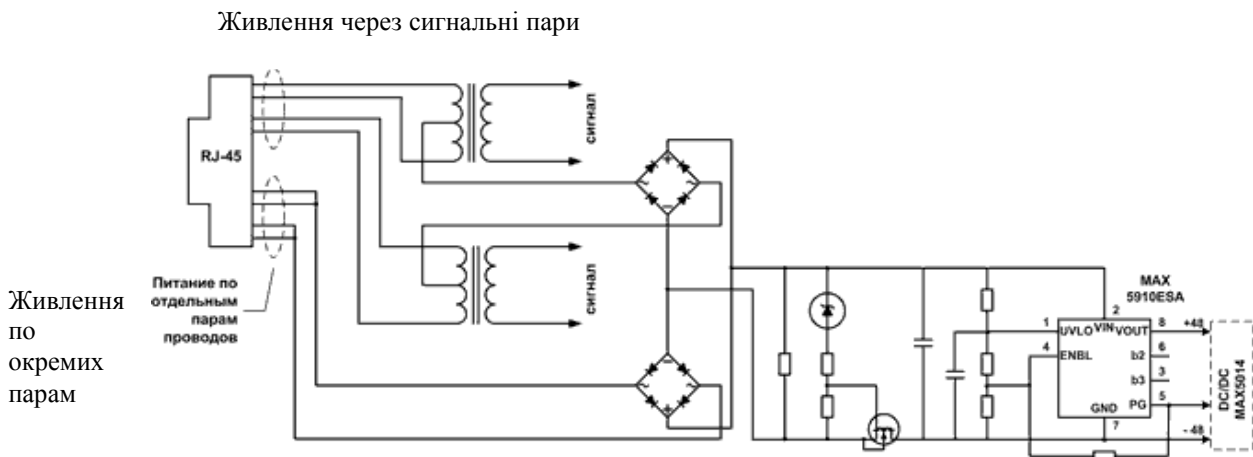 Живлення через сигнальні пари
сигнал
RJ-45
Питание по
отдельным
парам
проводов
сигнал
Живлення
по
окремих
парам
MAX
5910ESA
2
1
UVLO
VIN
VOUT
8
+48
4
ENBL
6
b2
3
b3
5
PG
GND
7
- 48
DC/DC
MAX5014